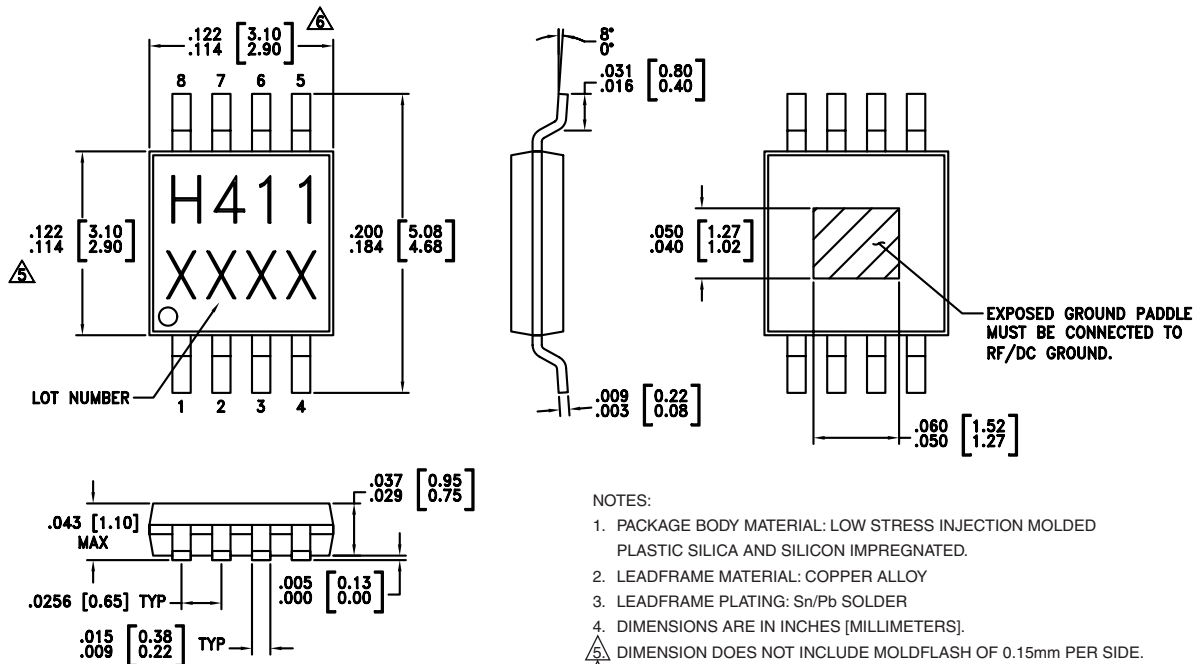 .122 [3.10]
.114 [2.90]
6
8 7 6 5
H411
XXXX
.122 [3.10]
.114 [2.90]
5
.200 [5.08]
.184 [4.68]
LOT NUMBER
1 2 3 4
8°
0°
.031 [0.80]
.016 [0.40]
.009 [0.22]
.003 [0.08]
.050 [1.27]
.040 [1.02]
EXPOSED GROUND PADDLE
MUST BE CONNECTED TO
RF/DC GROUND.
.060 [1.52]
.050 [1.27]
.037 [0.95]
.029 [0.75]
.043 [1.10]
MAX
.005 [0.13]
.000 [0.00]
.0256 [0.65] TYP
.015 [0.38]
.009 [0.22] TYP
NOTES:
1. PACKAGE BODY MATERIAL: LOW STRESS INJECTION MOLDED
PLASTIC SILICA AND SILICON IMPREGNATED.
2. LEADFRAME MATERIAL: COPPER ALLOY
3. LEADFRAME PLATING: Sn/Pb SOLDER
4. DIMENSIONS ARE IN INCHES [MILLIMETERS].
5. DIMENSION DOES NOT INCLUDE MOLDFLASH OF 0.15mm PER SIDE.